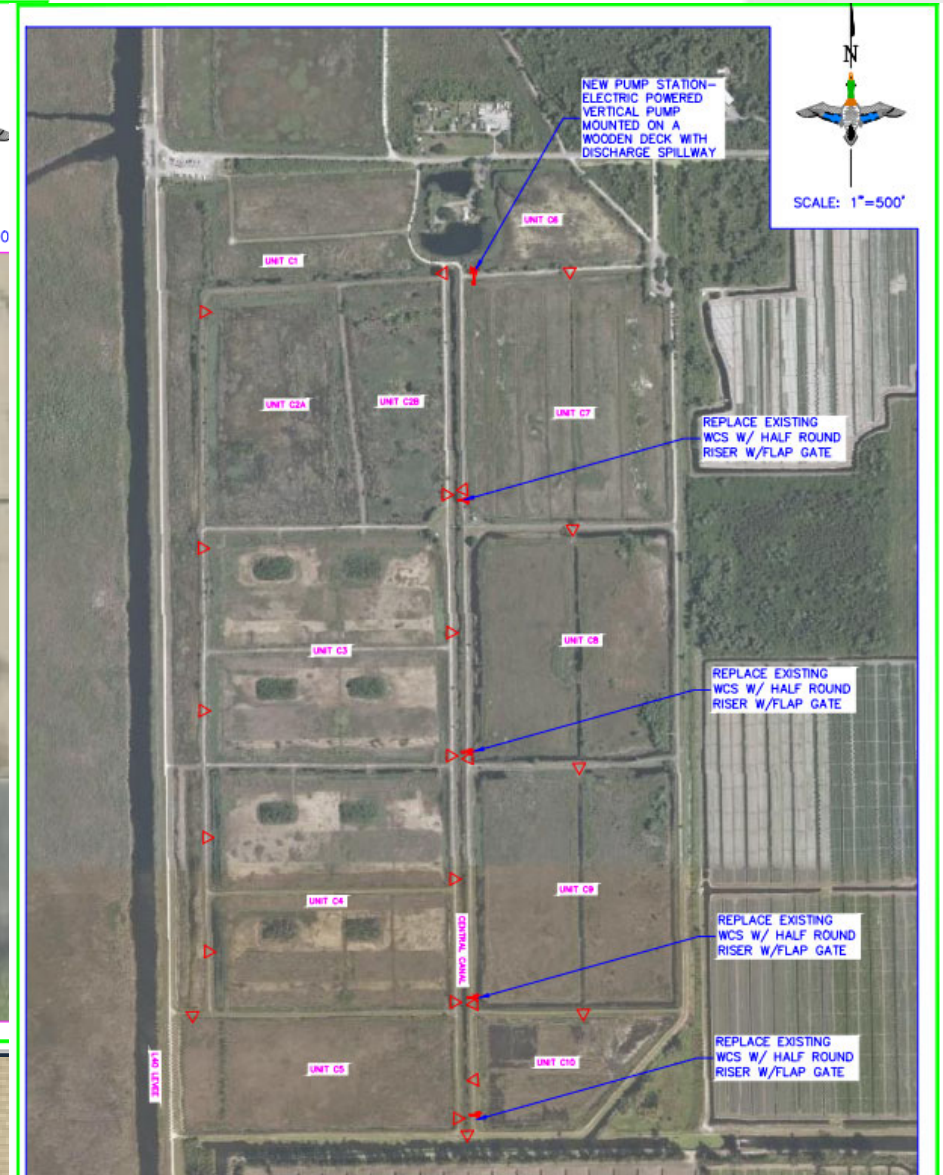 N
SCALE: 1"=500'
NEW PUMP STATION-
ELECTRIC POWERED
VERTICAL PUMP
MOUNTED ON A
WOODEN DECK WITH
DISCHARGE SPILLWAY
UNIT C6
UNIT C1
UNIT C2A
UNIT C2B
UNIT C7
REPLACE EXISTING
WCS W/ HALF ROUND
RISER W/FLAP GATE
UNIT C3
UNIT C8
REPLACE EXISTING
WCS W/ HALF ROUND
RISER W/FLAP GATE
UNIT C4
UNIT C9
CENTRAL CANAL
REPLACE EXISTING
WCS W/ HALF ROUND
RISER W/FLAP GATE
L40 LEVEE
UNIT C5
UNIT C10
REPLACE EXISTING
WCS W/ HALF ROUND
RISER W/FLAP GATE